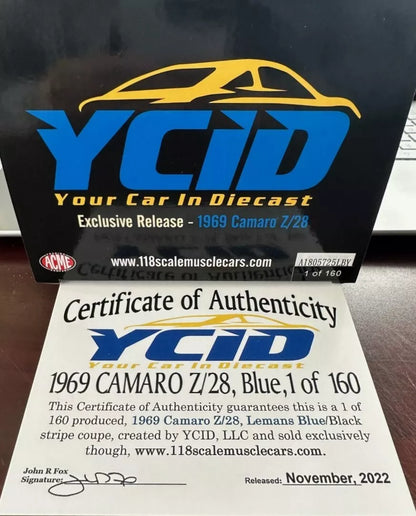 YCID
Your Car In Diecast
Exclusive Release - 1969 Camaro Z/28
ACME
www.118scalemusclecars.com
A1805725LBY
1 of 160
Certificate of Authenticity
YCID
Your Car In Diecast
1969 CAMARO Z/28, Blue,1 of 160
This Certificate of Authenticity guarantees this is a 1 of
160 produced, 1969 Camaro Z/28, Lemans Blue/Black
stripe coupe, created by YCID, LLC and sold exclusively
though, www.118scalemusclecars.com.
John R Fox
Signature:
Released: November, 2022